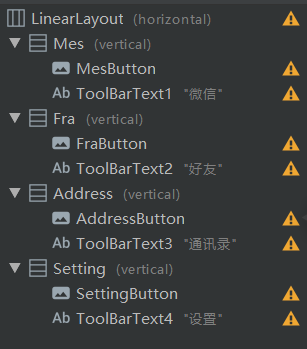 LinearLayout (horizontal)
Mes (vertical)
MesButton
Ab ToolBarText1 "微信"
Fra (vertical)
FraButton
Ab ToolBarText2 "好友"
Address (vertical)
AddressButton
Ab ToolBarText3 "通讯录"
Setting (vertical)
SettingButton
Ab ToolBarText4 "设置"